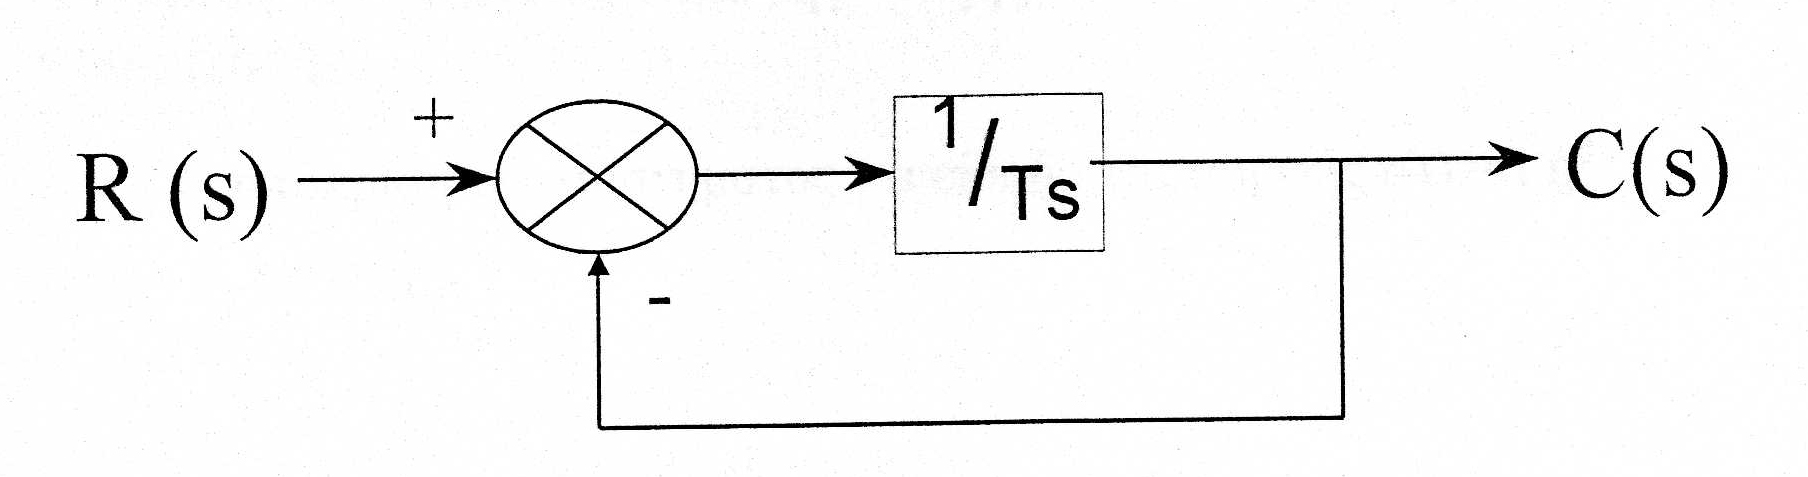 +
R (s)
1/Ts
C(s)
-